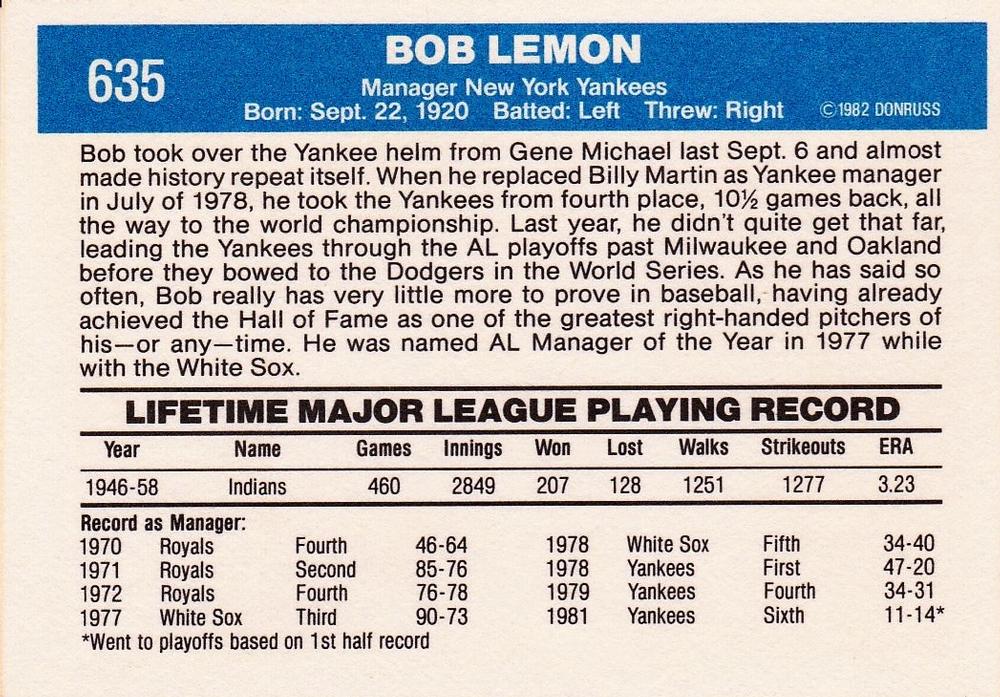 635
BOB LEMON
Manager New York Yankees
Born: Sept. 22, 1920 Batted: Left Threw: Right ©1982 DONRUSS
Bob took over the Yankee helm from Gene Michael last Sept. 6 and almost
made history repeat itself. When he replaced Billy Martin as Yankee manager
in July of 1978, he took the Yankees from fourth place, 10½ games back, all
the way to the world championship. Last year, he didn't quite get that far,
leading the Yankees through the AL playoffs past Milwaukee and Oakland
before they bowed to the Dodgers in the World Series. As he has said so
often, Bob really has very little more to prove in baseball, having already
achieved the Hall of Fame as one of the greatest right-handed pitchers of
his—or any—time. He was named AL Manager of the Year in 1977 while
with the White Sox.
LIFETIME MAJOR LEAGUE PLAYING RECORD
Year Name Games Innings Won Lost Walks Strikeouts ERA
1946-58 Indians 460 2849 207 128 1251 1277 3.23
Record as Manager:
1970 Royals Fourth 46-64 1978 White Sox Fifth 34-40
1971 Royals Second 85-76 1978 Yankees First 47-20
1972 Royals Fourth 76-78 1979 Yankees Fourth 34-31
1977 White Sox Third 90-73 1981 Yankees Sixth 11-14*
*Went to playoffs based on 1st half record